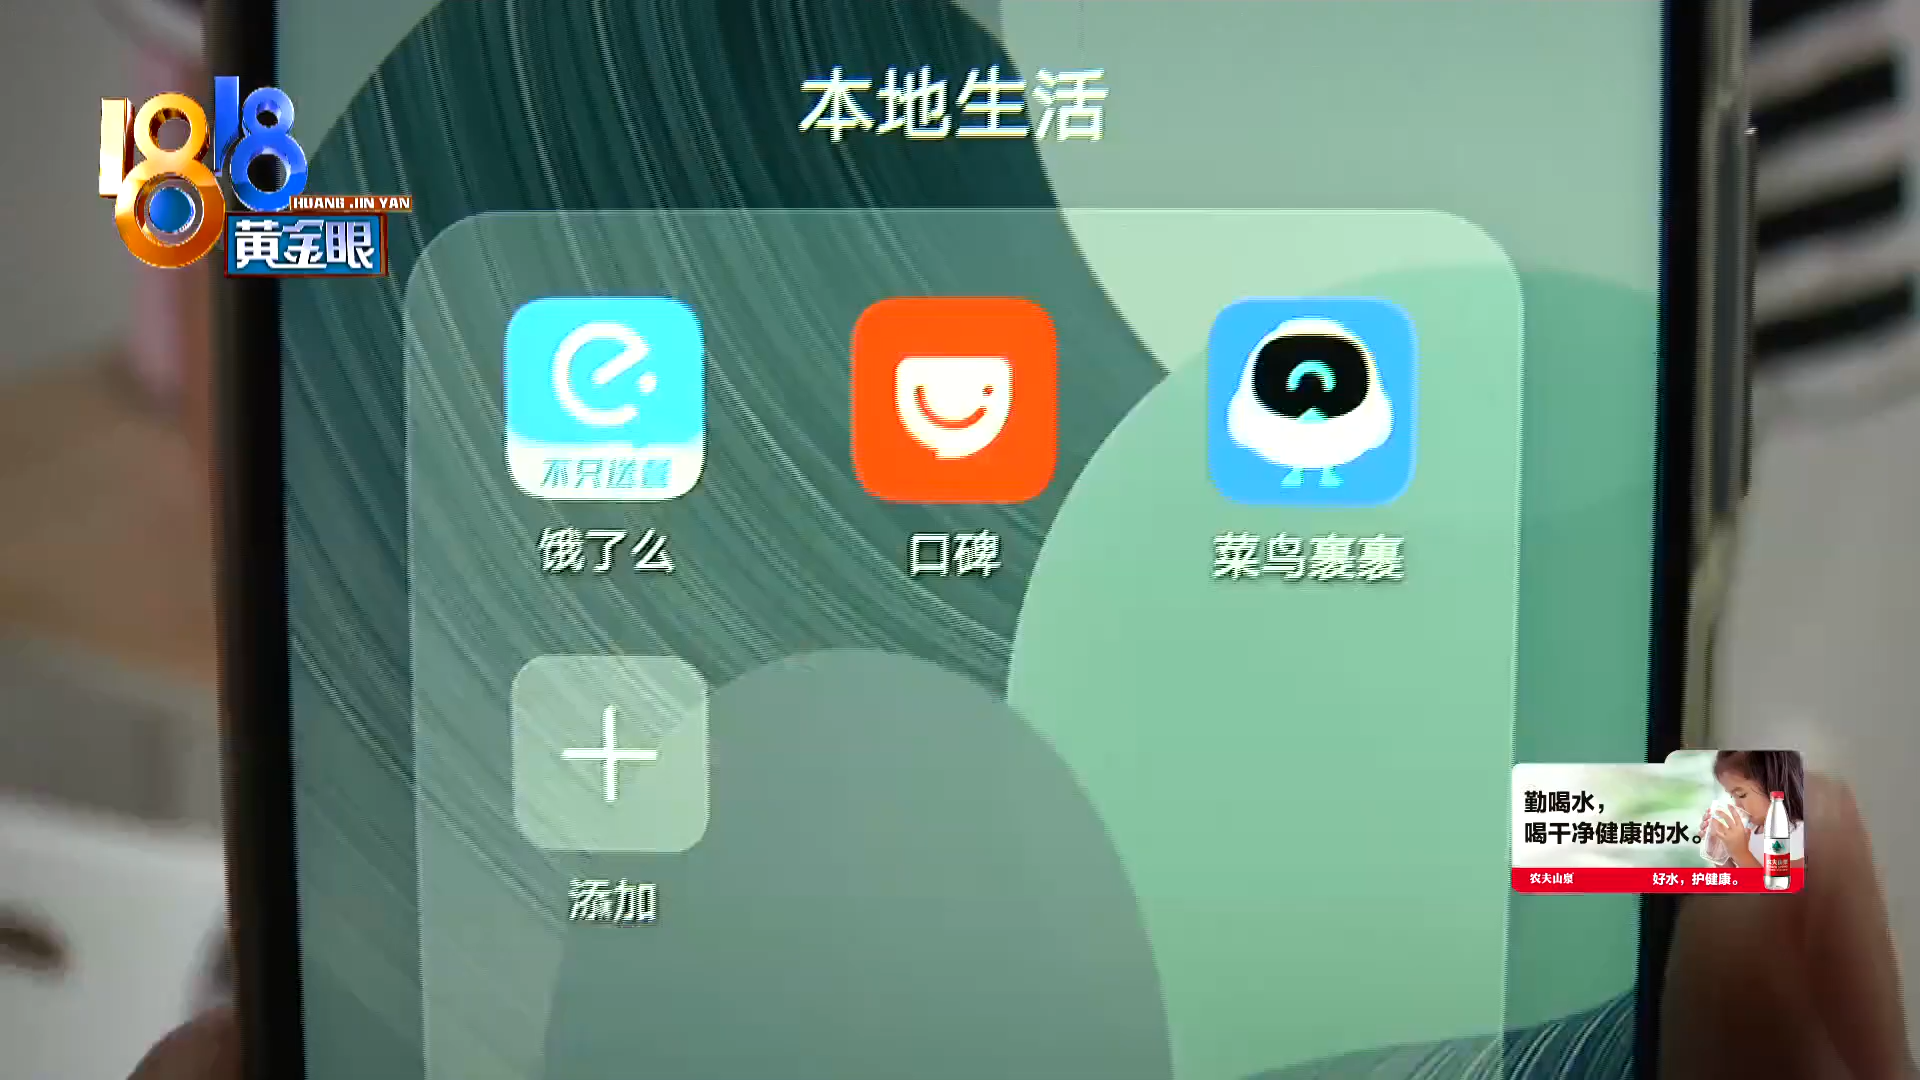 本地生活
1818
HUANG JIN YAN
黄金眼
不只送餐
饿了么
口碑
菜鸟裹裹
添加
勤喝水，
喝干净健康的水。
农夫山泉
好水，护健康。